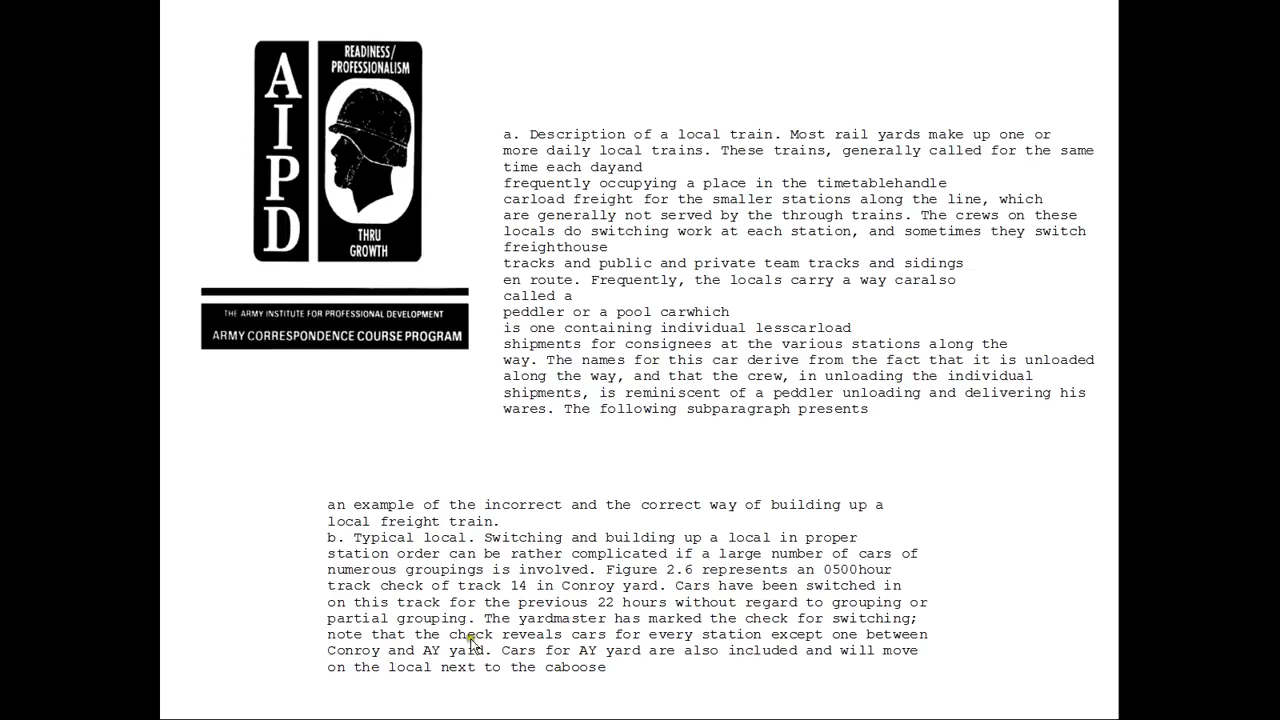 A
I
P
D
READINESS/
PROFESSIONALISM
THRU
GROWTH
THE ARMY INSTITUTE FOR PROFESSIONAL DEVELOPMENT
ARMY CORRESPONDENCE COURSE PROGRAM
a. Description of a local train. Most rail yards make up one or
more daily local trains. These trains, generally called for the same
time each dayand
frequently occupying a place in the timetablehandle
carload freight for the smaller stations along the line, which
are generally not served by the through trains. The crews on these
locals do switching work at each station, and sometimes they switch
freighthouse
tracks and public and private team tracks and sidings
en route. Frequently, the locals carry a way caralso
called a
peddler or a pool carwhich
is one containing individual lesscarload
shipments for consignees at the various stations along the
way. The names for this car derive from the fact that it is unloaded
along the way, and that the crew, in unloading the individual
shipments, is reminiscent of a peddler unloading and delivering his
wares. The following subparagraph presents
an example of the incorrect and the correct way of building up a
local freight train.
b. Typical local. Switching and building up a local in proper
station order can be rather complicated if a large number of cars of
numerous groupings is involved. Figure 2.6 represents an 0500hour
track check of track 14 in Conroy yard. Cars have been switched in
on this track for the previous 22 hours without regard to grouping or
partial grouping. The yardmaster has marked the check for switching;
note that the check reveals cars for every station except one between
Conroy and AY yard. Cars for AY yard are also included and will move
on the local next to the caboose